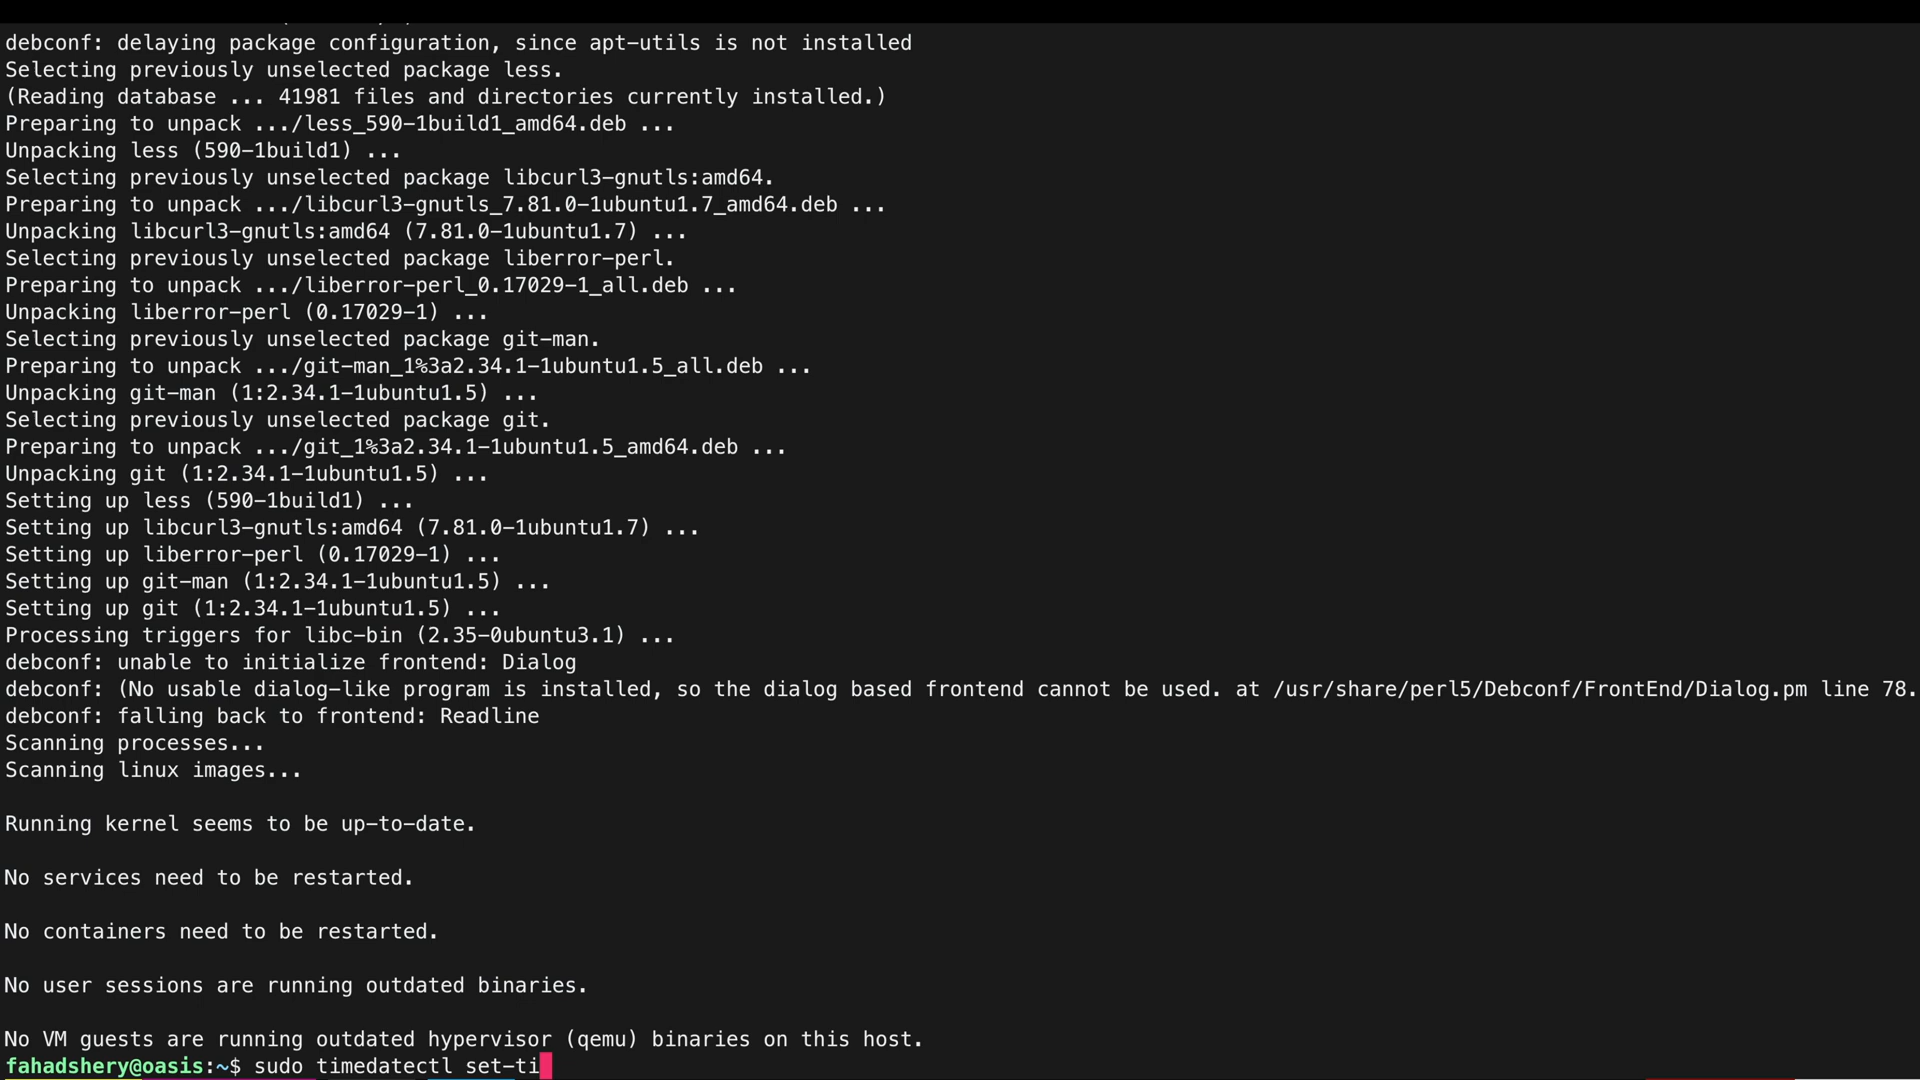 debconf: delaying package configuration, since apt-utils is not installed
Selecting previously unselected package less.
(Reading database ... 41981 files and directories currently installed.)
Preparing to unpack .../less_590-1build1_amd64.deb ...
Unpacking less (590-1build1) ...
Selecting previously unselected package libcurl3-gnutls:amd64.
Preparing to unpack .../libcurl3-gnutls_7.81.0-1ubuntu1.7_amd64.deb ...
Unpacking libcurl3-gnutls:amd64 (7.81.0-1ubuntu1.7) ...
Selecting previously unselected package liberror-perl.
Preparing to unpack .../liberror-perl_0.17029-1_all.deb ...
Unpacking liberror-perl (0.17029-1) ...
Selecting previously unselected package git-man.
Preparing to unpack .../git-man_1%3a2.34.1-1ubuntu1.5_all.deb ...
Unpacking git-man (1:2.34.1-1ubuntu1.5) ...
Selecting previously unselected package git.
Preparing to unpack .../git_1%3a2.34.1-1ubuntu1.5_amd64.deb ...
Unpacking git (1:2.34.1-1ubuntu1.5) ...
Setting up less (590-1build1) ...
Setting up libcurl3-gnutls:amd64 (7.81.0-1ubuntu1.7) ...
Setting up liberror-perl (0.17029-1) ...
Setting up git-man (1:2.34.1-1ubuntu1.5) ...
Setting up git (1:2.34.1-1ubuntu1.5) ...
Processing triggers for libc-bin (2.35-0ubuntu3.1) ...
debconf: unable to initialize frontend: Dialog
debconf: (No usable dialog-like program is installed, so the dialog based frontend cannot be used. at /usr/share/perl5/Debconf/FrontEnd/Dialog.pm line 78.
debconf: falling back to frontend: Readline
Scanning processes...
Scanning linux images...
Running kernel seems to be up-to-date.
No services need to be restarted.
No containers need to be restarted.
No user sessions are running outdated binaries.
No VM guests are running outdated hypervisor (qemu) binaries on this host.
fahadshery@oasis:~$ sudo timedatectl set-ti